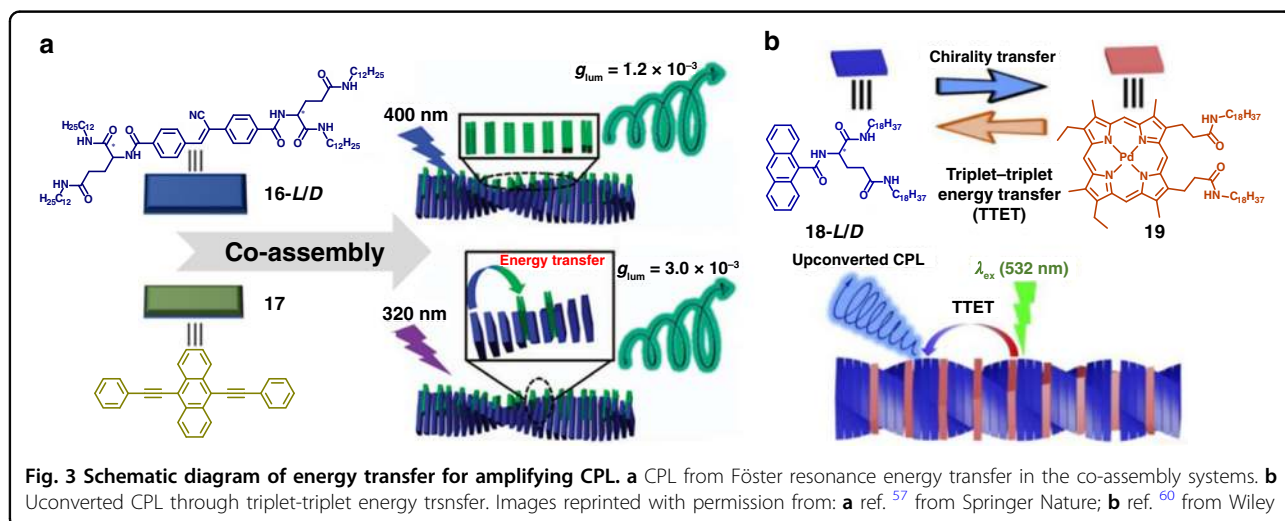 a
C12H25
HN
O
NC
O
HN
O
N
H
C12H25
H25C12
HN
O
O
NH
O
HN
H25C12
16-L/D
Co-assembly
17
400 nm
glum = 1.2 × 10−3
Energy transfer
glum = 3.0 × 10−3
320 nm
b
Chirality transfer
Triplet–triplet
energy transfer
(TTET)
C18H37
O
HN
H
N
O
O
NH
C18H37
18-L/D
O
HN–C18H37
N
N
Pd
N
N
O
HN–C18H37
19
Upconverted CPL
λex (532 nm)
TTET
Fig. 3 Schematic diagram of energy transfer for amplifying CPL. a CPL from Föster resonance energy transfer in the co-assembly systems. b
Uconverted CPL through triplet-triplet energy trsnsfer. Images reprinted with permission from: a ref. 57 from Springer Nature; b ref. 60 from Wiley